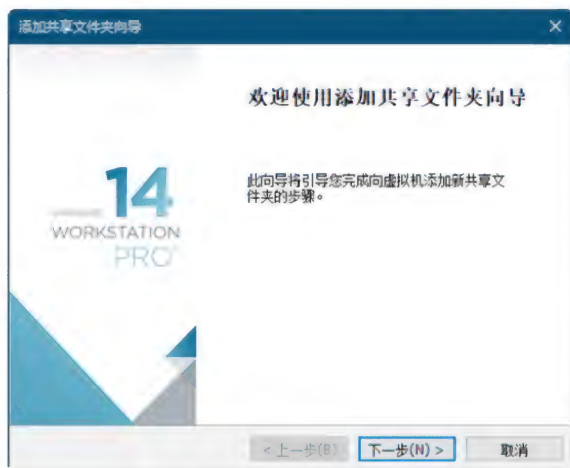 添加共享文件夹向导
欢迎使用添加共享文件夹向导
此向导将引导您完成向虚拟机添加新共享文
件夹的步骤。
14
WORKSTATION
PRO
<上一步(B)
下一步(N) >
取消